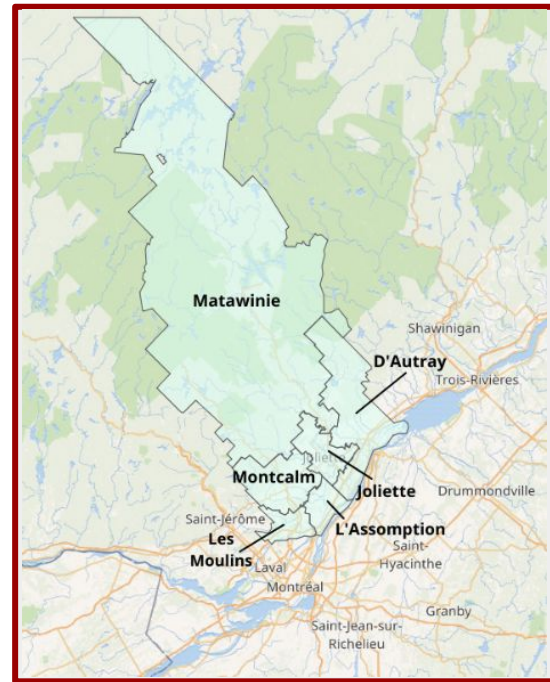 Matawinie
Shawinigan
D'Autray
Trois-Rivières
Joliette
Montcalm
Joliette
Drummondville
Saint-Jérôme
L'Assomption
Les
Moulins
Saint-
Hyacinthe
Laval
Montréal
Granby
Saint-Jean-sur-
Richelieu